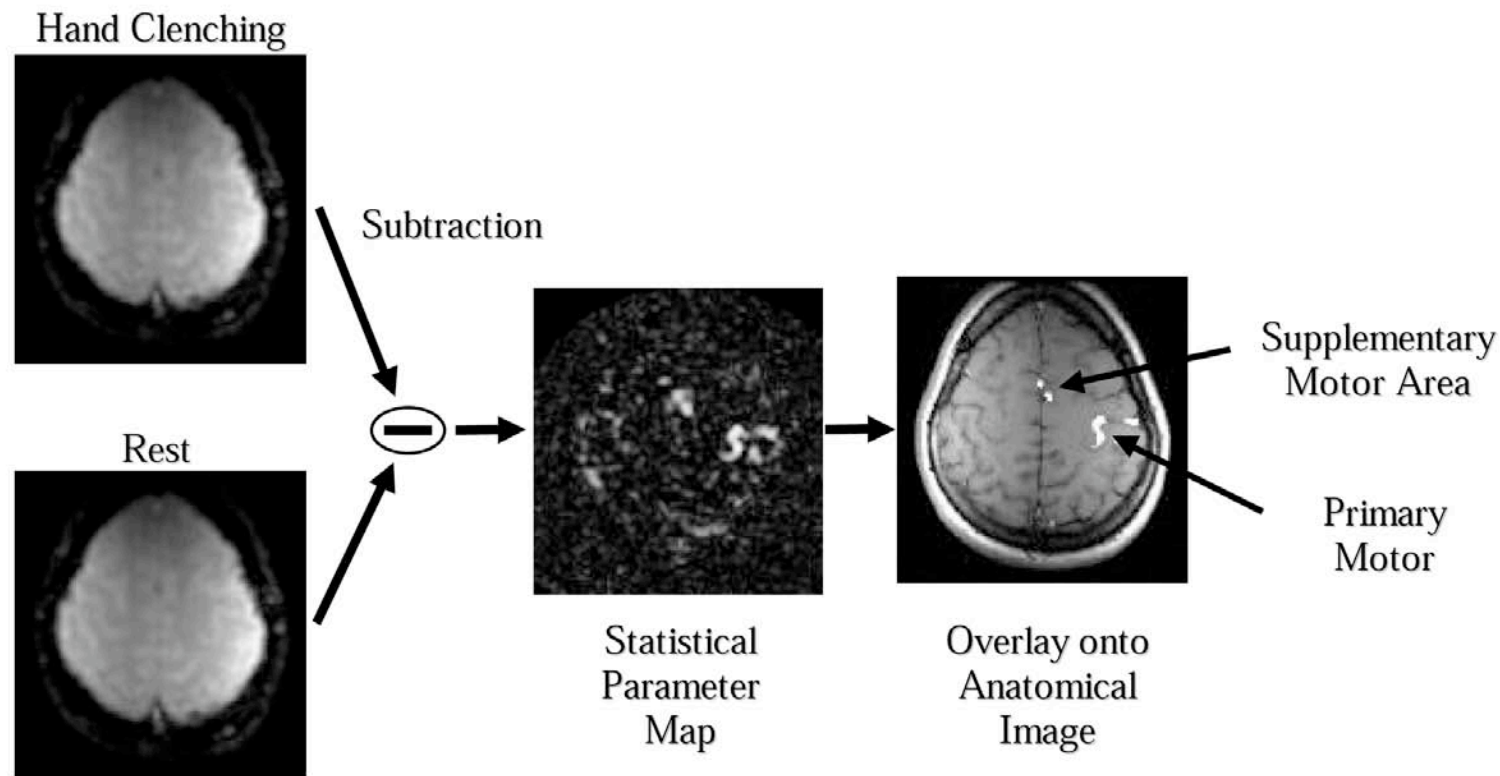 Hand Clenching
Subtraction
Rest
Statistical
Parameter
Map
Overlay onto
Anatomical
Image
Supplementary
Motor Area
Primary
Motor